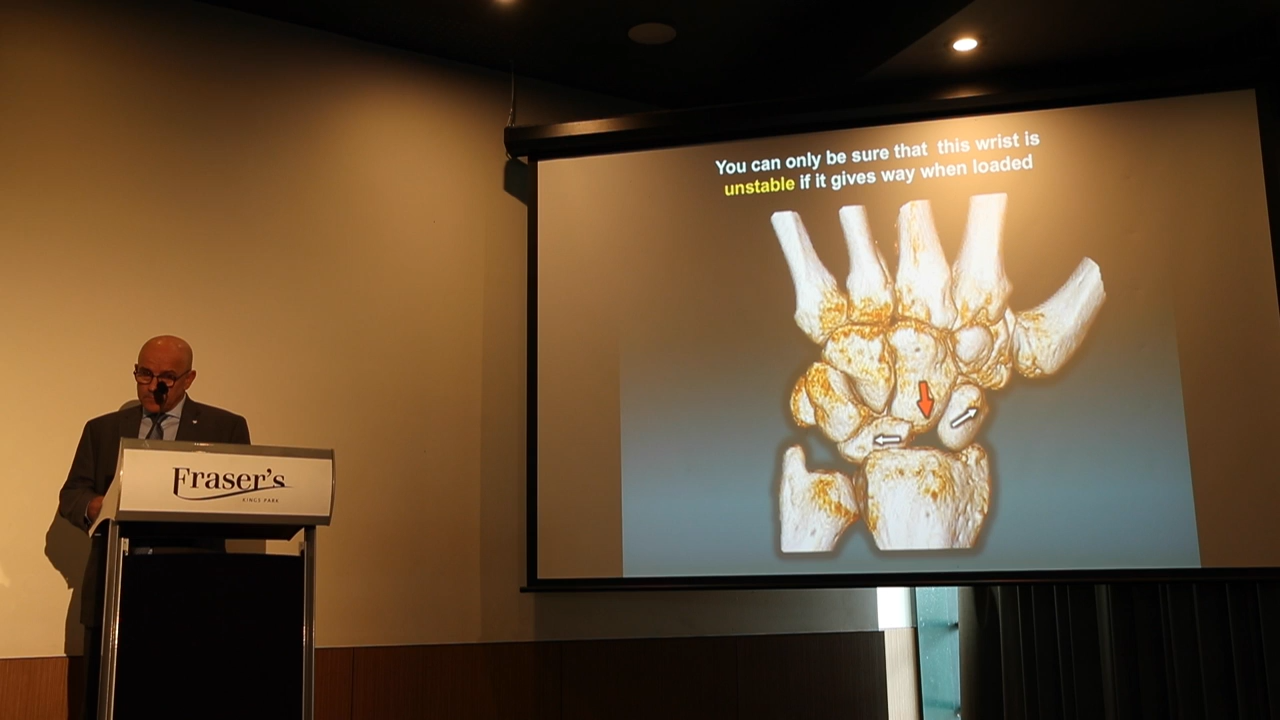 You can only be sure that this wrist is
unstable if it gives way when loaded
Fraser's
KINGS PARK